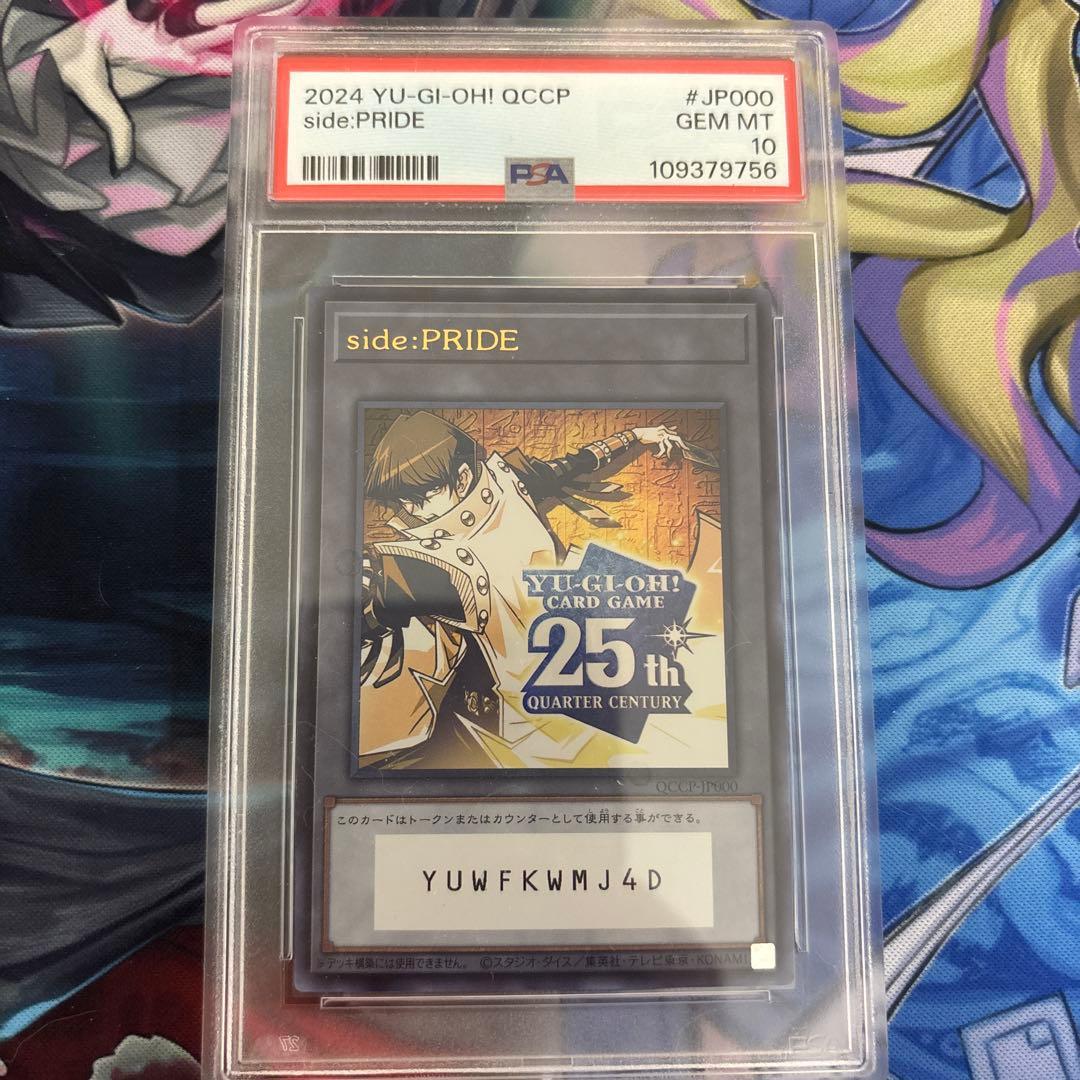 2024 YU-GI-OH! QCCP #JP000
side:PRIDE GEM MT
10
PSA 109379756
side:PRIDE
YU-GI-OH!
CARD GAME
25th
QUARTER CENTURY
QCCP-JP000
このカードはトークンまたはカウンターとして使用する事ができる。
YUWFKWMJ4D
デッキ構築には使用できません。 ©スタジオ・ダイス/集英社・テレビ東京・KONAMI